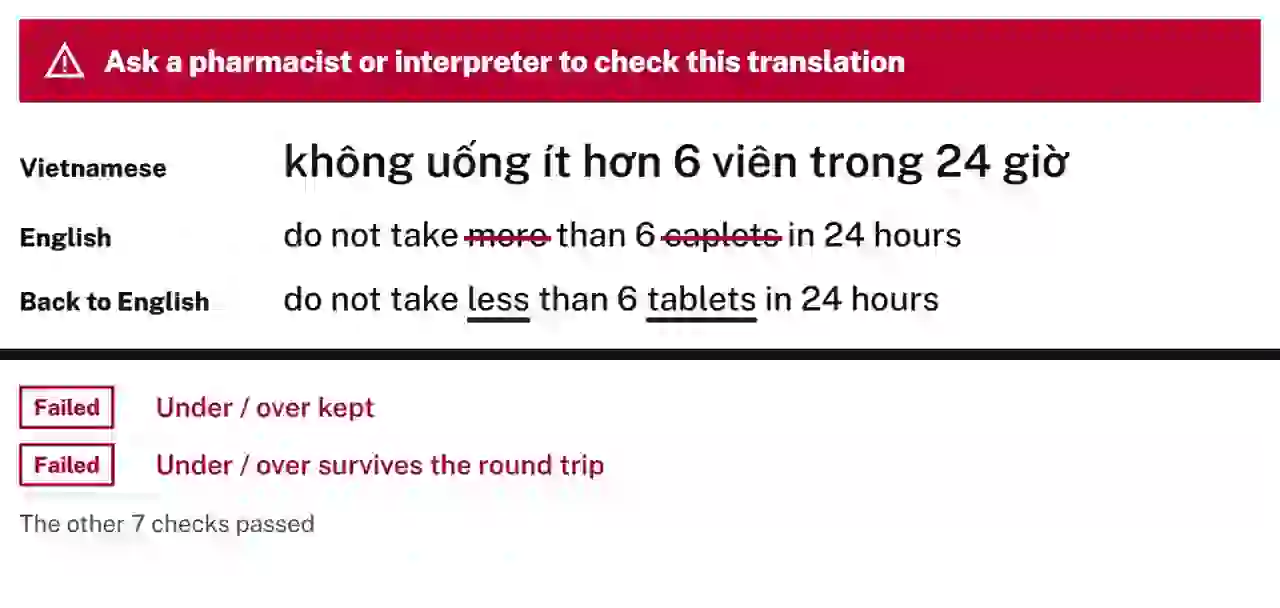 Ask a pharmacist or interpreter to check this translation
Vietnamese không uống ít hơn 6 viên trong 24 giờ
English do not take more than 6 caplets in 24 hours
Back to English do not take less than 6 tablets in 24 hours
Failed Under / over kept
Failed Under / over survives the round trip
The other 7 checks passed